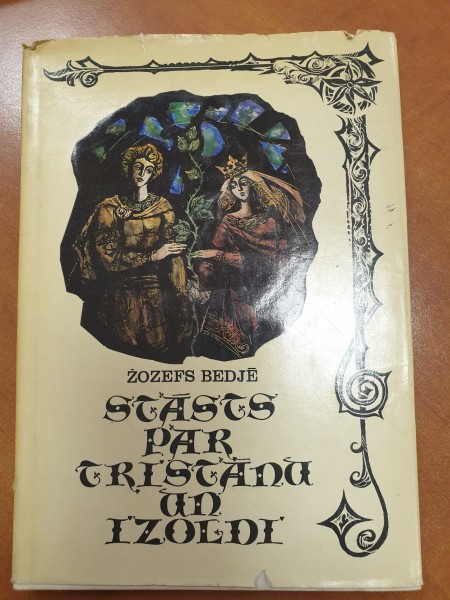 ŽOZEFS BEDJĒ
STĀSTS
PAR
TRISTĀNU
UN
IZOLDI